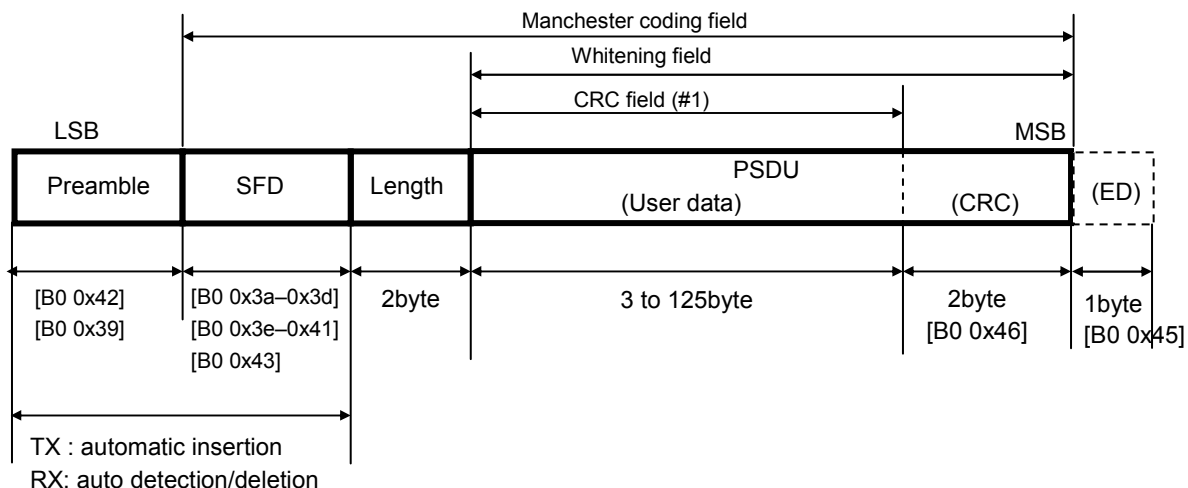 Manchester coding field
Whitening field
CRC field (#1)
LSB
MSB
Preamble
SFD
Length
PSDU
(User data)
(CRC)
(ED)
[B0 0x42]
[B0 0x39]
[B0 0x3a–0x3d]
[B0 0x3e–0x41]
[B0 0x43]
2byte
3 to 125byte
2byte
[B0 0x46]
1byte
[B0 0x45]
TX : automatic insertion
RX: auto detection/deletion